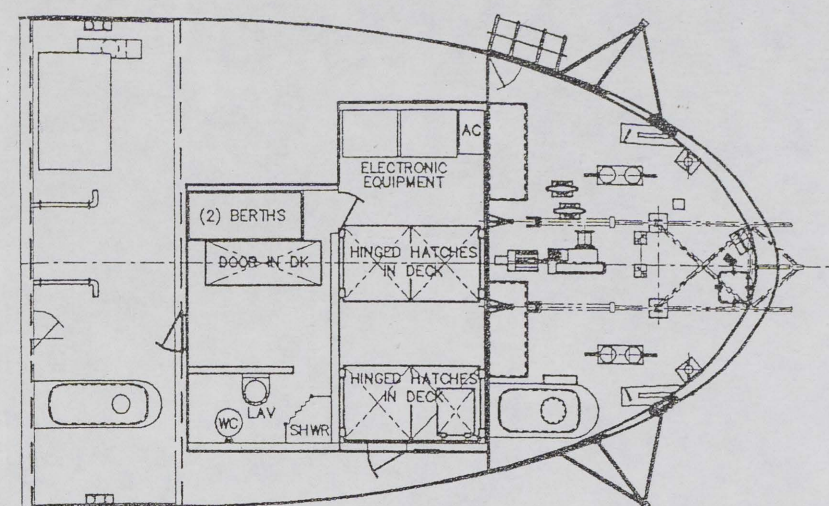 AC
ELECTRONIC
EQUIPMENT
(2) BERTHS
DOOR IN DK
HINGED HATCHES
IN DECK
HINGED HATCHES
IN DECK
LAV
WC
SHWR